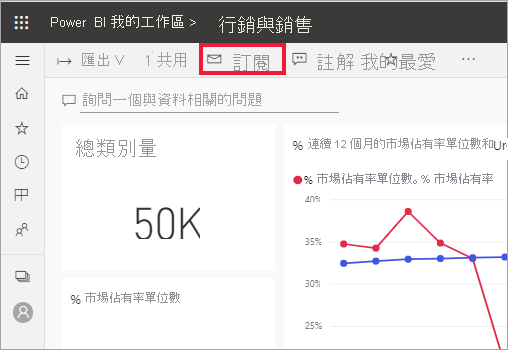 Power BI 我的工作區 > 行銷與銷售
匯出 共用 訂閱 註解 我的最愛 ...
詢問一個與資料相關的問題
總類別量
50K
% 市場佔有率單位數
% 連續 12 個月的市場佔有率單位數和Ur
% 市場佔有率單位數。% 市場佔有率
40%
35%
30%
25%